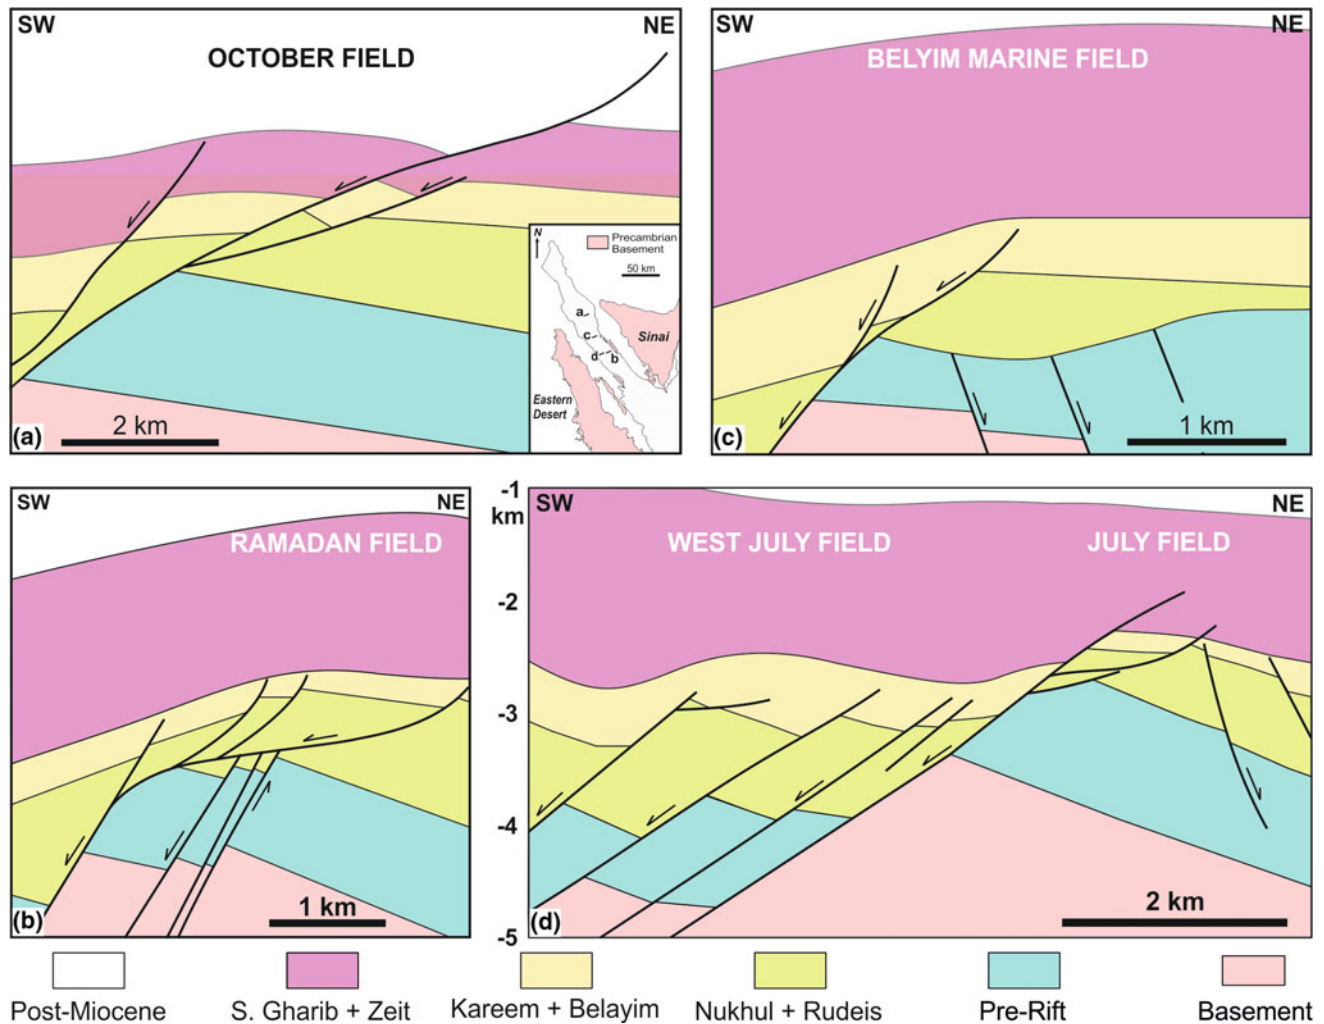 SW
NE
OCTOBER FIELD
N
Precambrian
Basement
50 km
a
Sinai
c
d
b
Eastern
Desert
(a)
2 km
SW
NE
BELYIM MARINE FIELD
(c)
1 km
SW
NE
RAMADAN FIELD
(b)
1 km
-1
km
-2
-3
-4
-5
SW
NE
WEST JULY FIELD
JULY FIELD
(d)
2 km
Post-Miocene
S. Gharib + Zeit
Kareem + Belayim
Nukhul + Rudeis
Pre-Rift
Basement